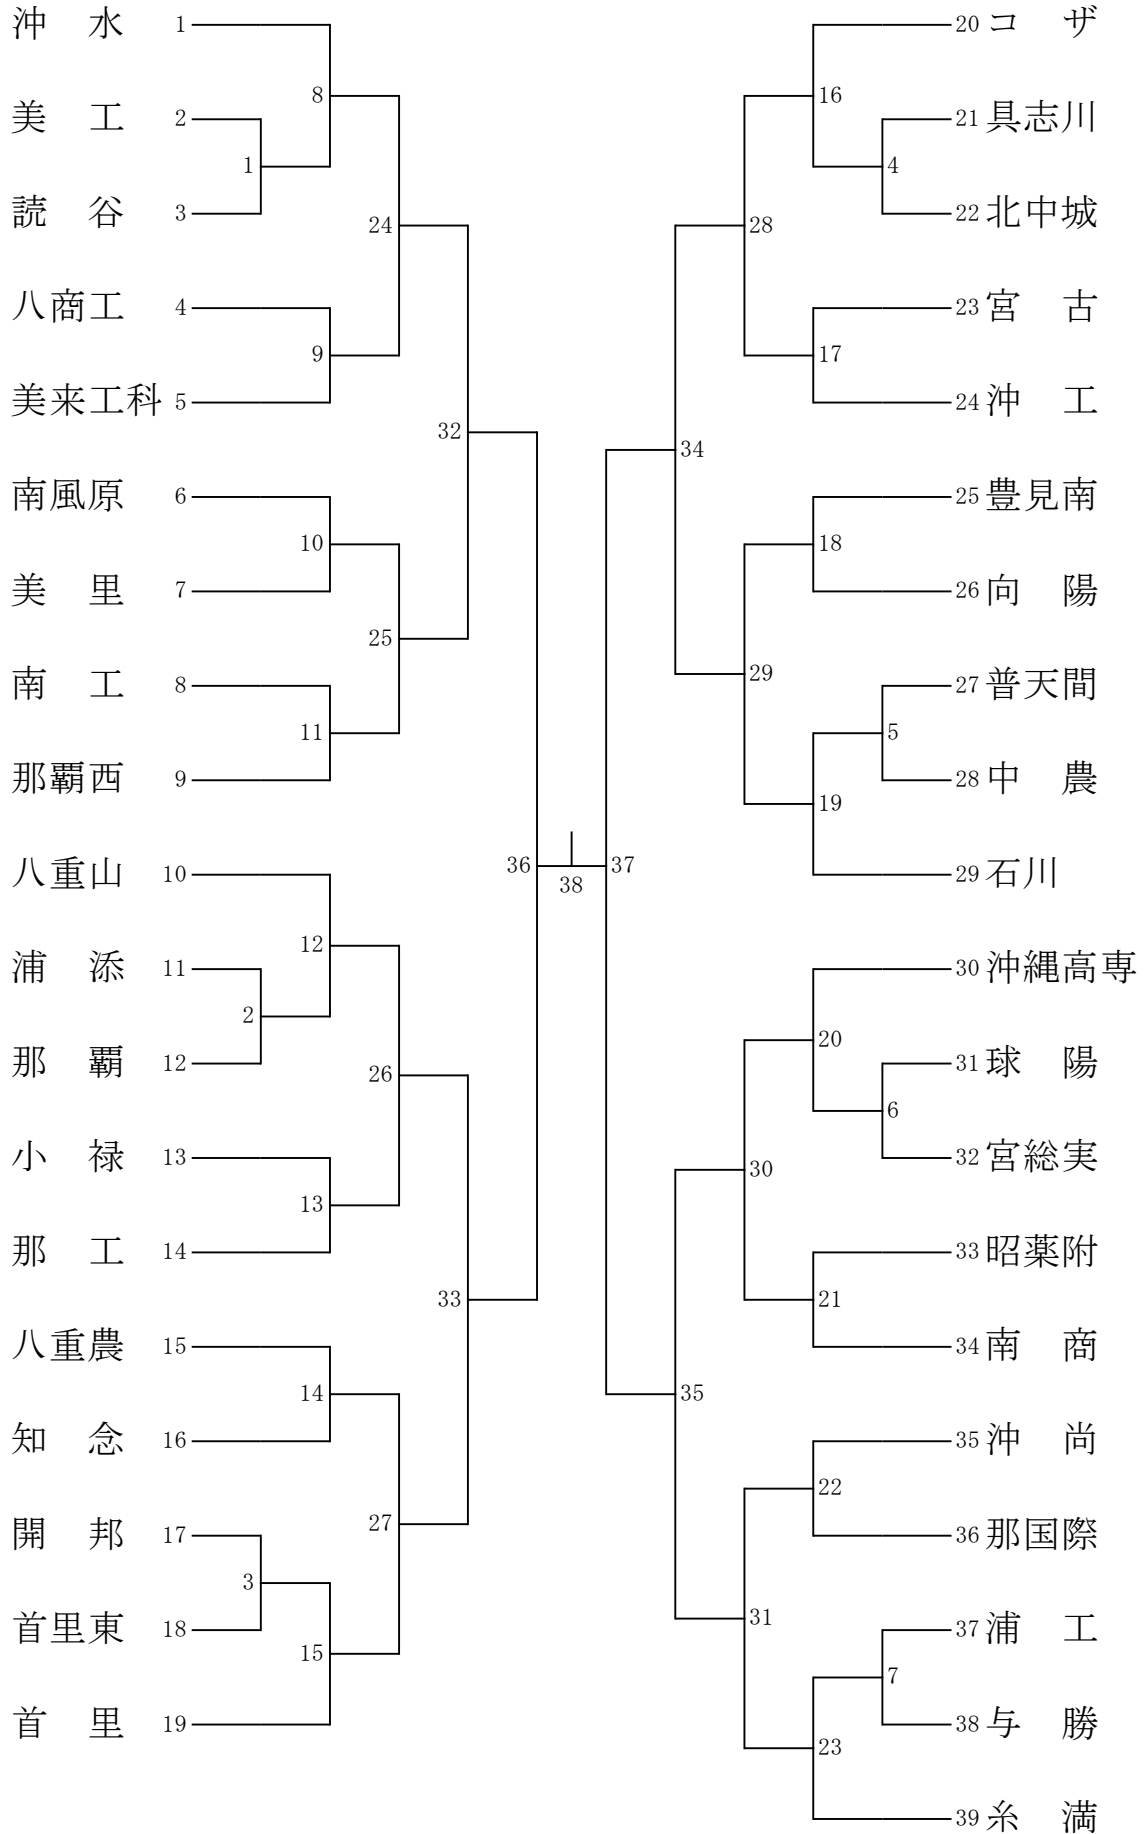 沖　水 1
8
美　工 2
1
読　谷 3
24
八商工 4
9
美来工科 5
32
南風原 6
10
美　里 7
25
南　工 8
11
那覇西 9
36
八重山 10
12
浦　添 11
2
那　覇 12
26
小　禄 13
13
那　工 14
33
八重農 15
14
知　念 16
27
開　邦 17
3
首里東 18
15
首　里 19
38
20 コ　ザ
16
21 具志川
4
22 北中城
28
23 宮　古
17
24 沖　工
34
25 豊見南
18
26 向　陽
29
27 普天間
5
28 中　農
19
29 石川
37
30 沖縄高専
20
31 球　陽
6
32 宮総実
30
33 昭薬附
21
34 南　商
35
35 沖　尚
22
36 那国際
31
37 浦　工
7
38 与　勝
23
39 糸　満